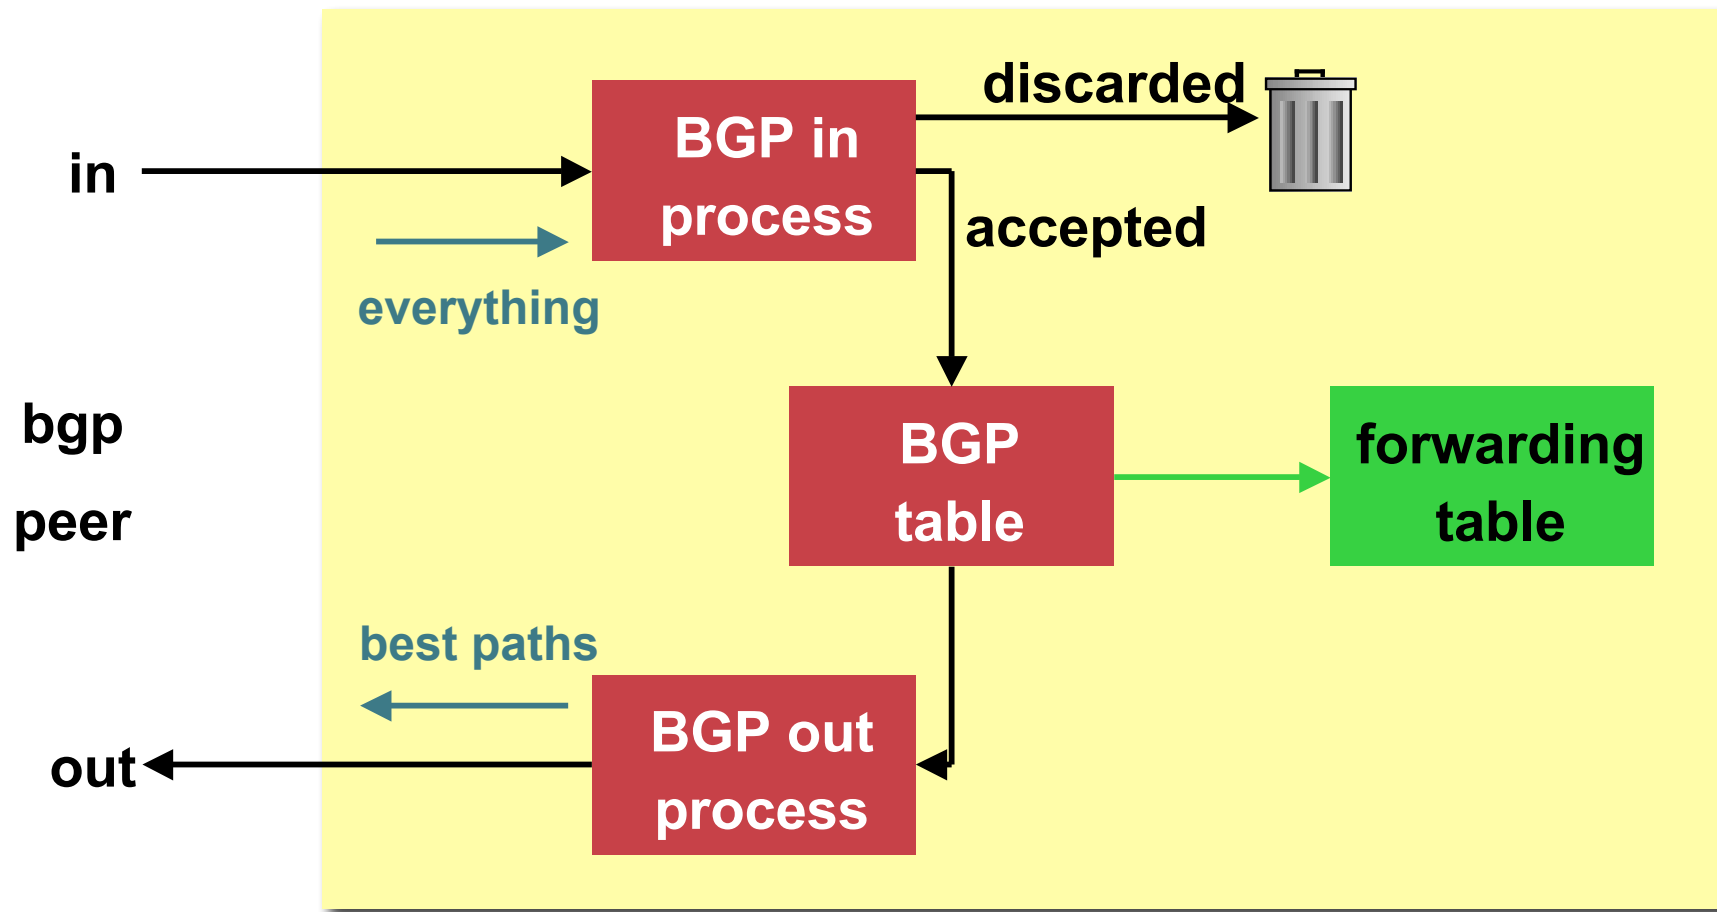 discarded
BGP in
process
in
accepted
everything
bgp
peer
BGP
table
forwarding
table
best paths
BGP out
process
out